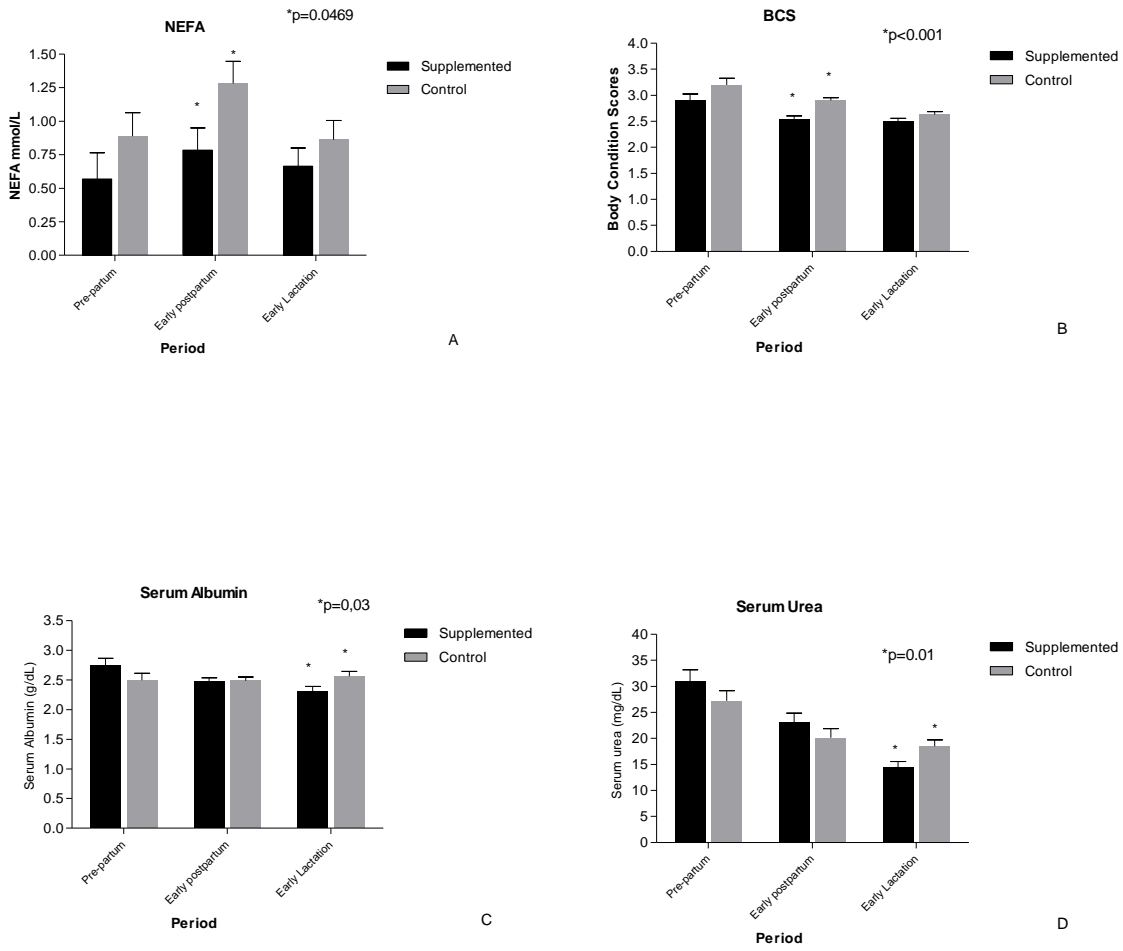 NEFA
*p=0.0469
1.50
1.25
1.00
0.75
0.50
0.25
0.00
NEFA mmol/L
*
*
Supplemented
Control
Pre-partum
Early postpartum
Early Lactation
Period
A
BCS
*p<0.001
4.0
3.5
3.0
2.5
2.0
1.5
1.0
0.5
0.0
Body Condition Scores
*
*
Supplemented
Control
Pre-partum
Early postpartum
Early Lactation
Period
B
Serum Albumin
*p=0,03
3.5
3.0
2.5
2.0
1.5
1.0
0.5
0.0
Serum Albumin (g/dL)
*
*
Supplemented
Control
Pre-partum
Early postpartum
Early Lactation
Period
C
Serum Urea
*p=0.01
40
35
30
25
20
15
10
5
0
Serum urea (mg/dL)
*
*
Supplemented
Control
Pre-partum
Early postpartum
Early Lactation
Period
D